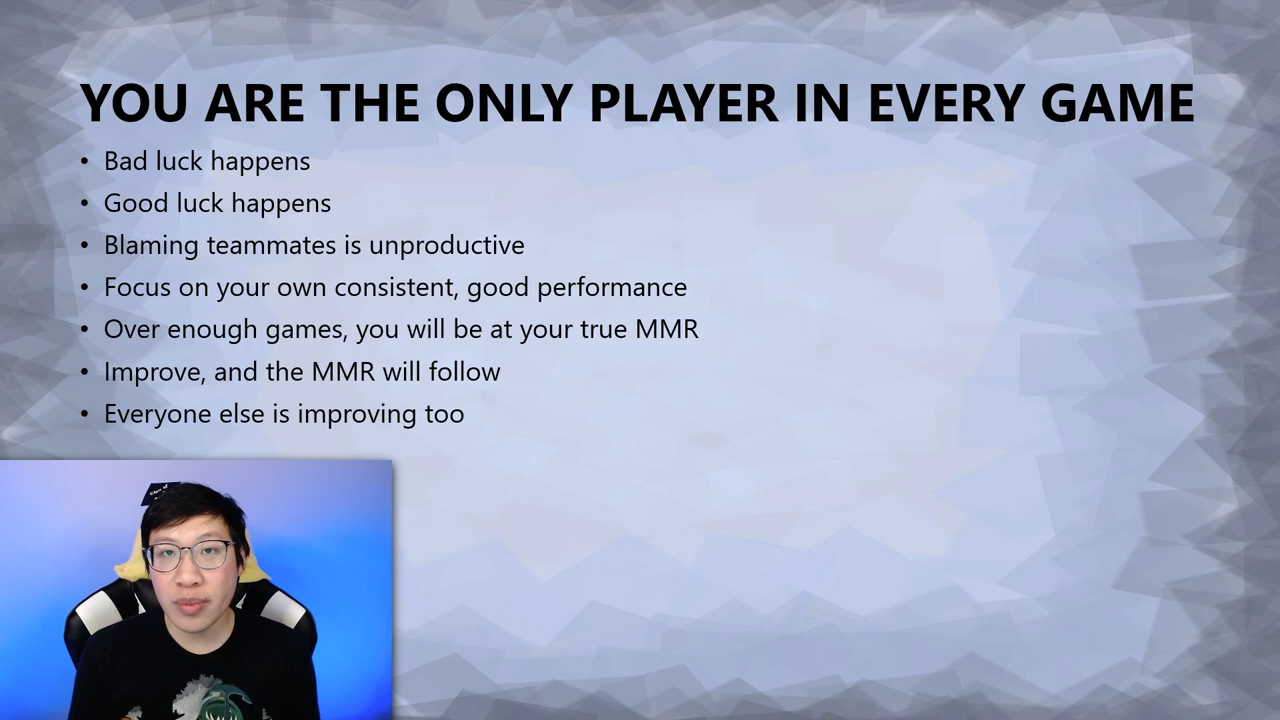 YOU ARE THE ONLY PLAYER IN EVERY GAME
• Bad luck happens
• Good luck happens
• Blaming teammates is unproductive
• Focus on your own consistent, good performance
• Over enough games, you will be at your true MMR
• Improve, and the MMR will follow
• Everyone else is improving too